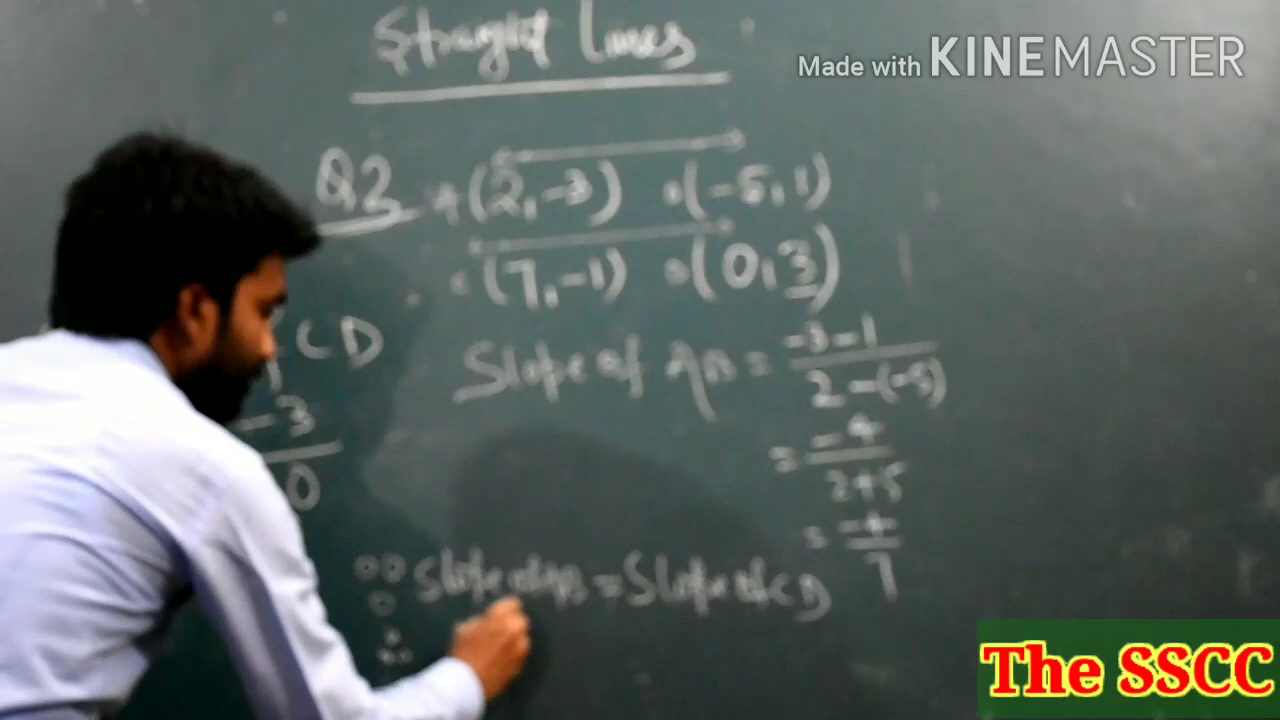 Straight Lines
Made with KINEMASTER
Q2 A(2,-3) B(-5,1)
C(7,-1) D(0,3)
CD
Slope of AB = -3-1
2-(-5)
-3
= -4
2+5
0
= -4
7
∵ Slope of AB = Slope of CD
∴
The SSCC